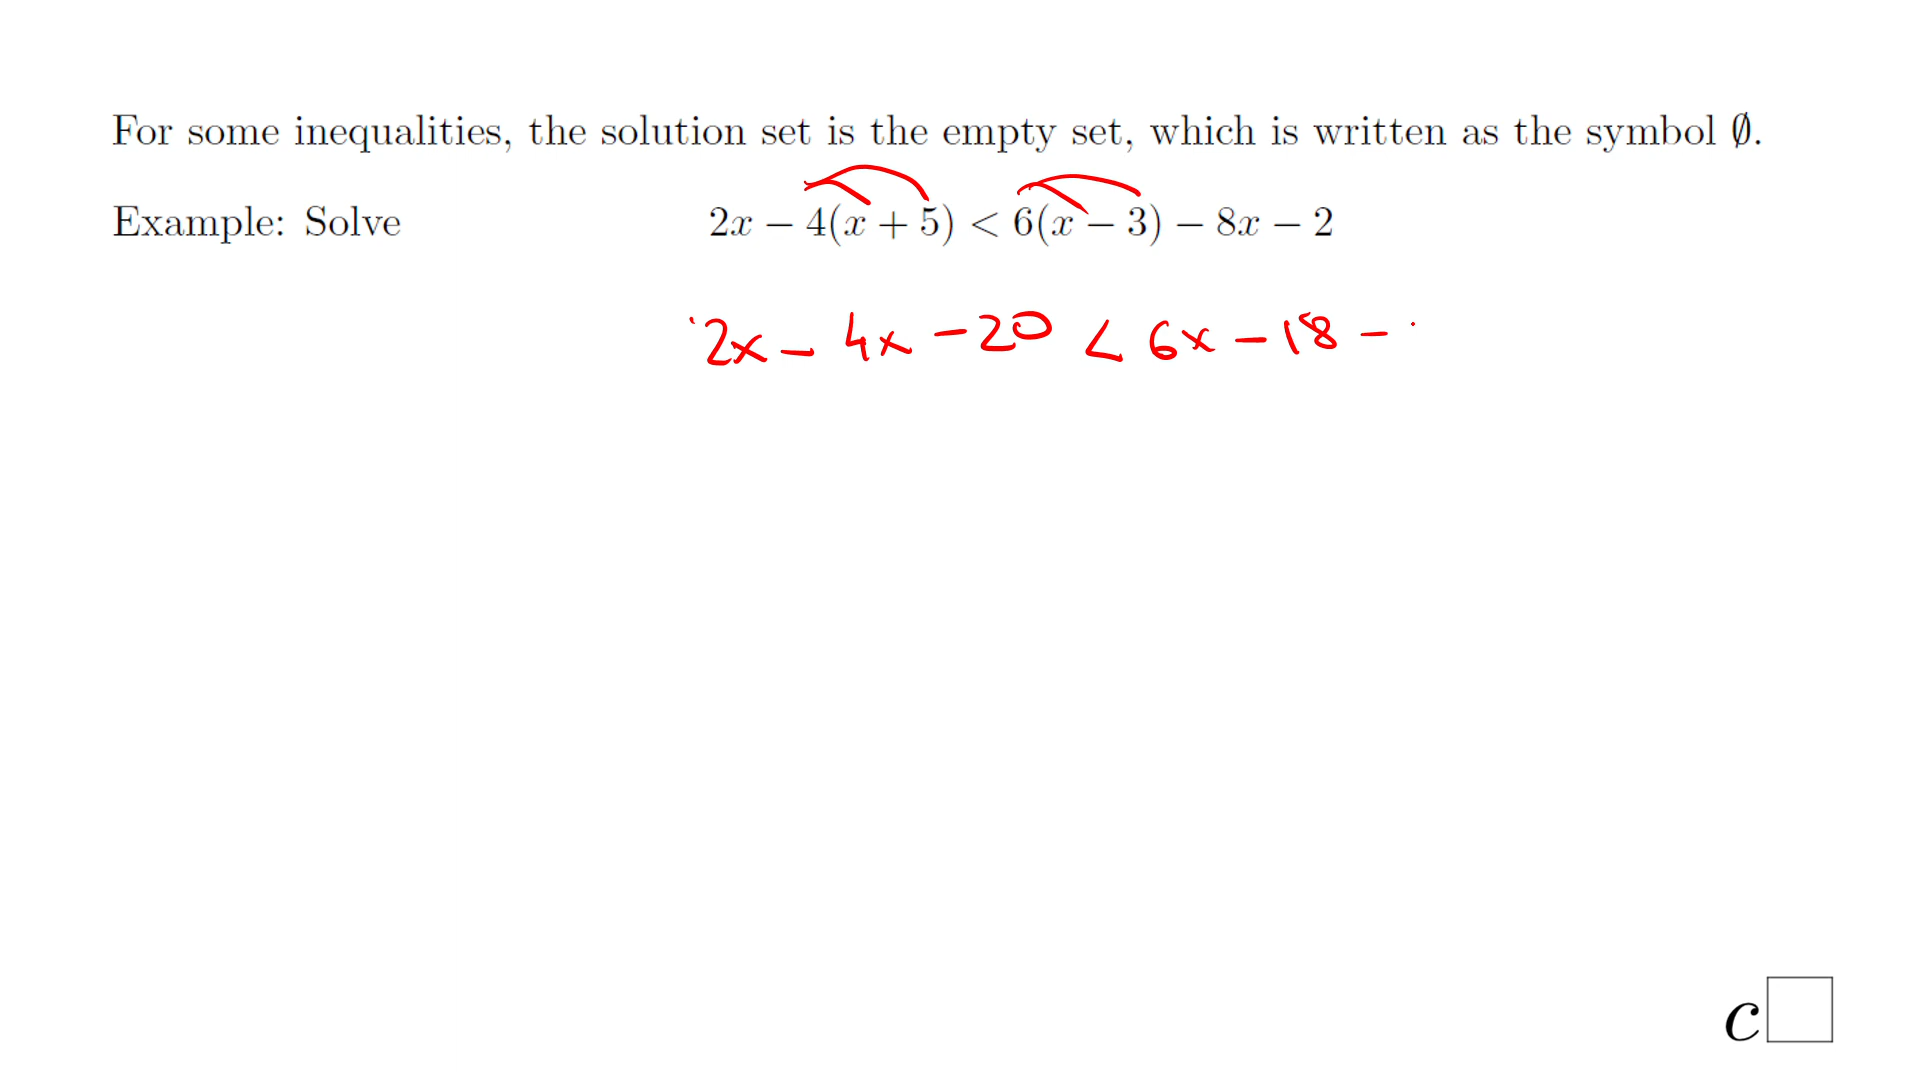 For some inequalities, the solution set is the empty set, which is written as the symbol ∅.
Example: Solve 2x − 4(x + 5) < 6(x − 3) − 8x − 2
2x − 4x − 20 < 6x − 18 −
c